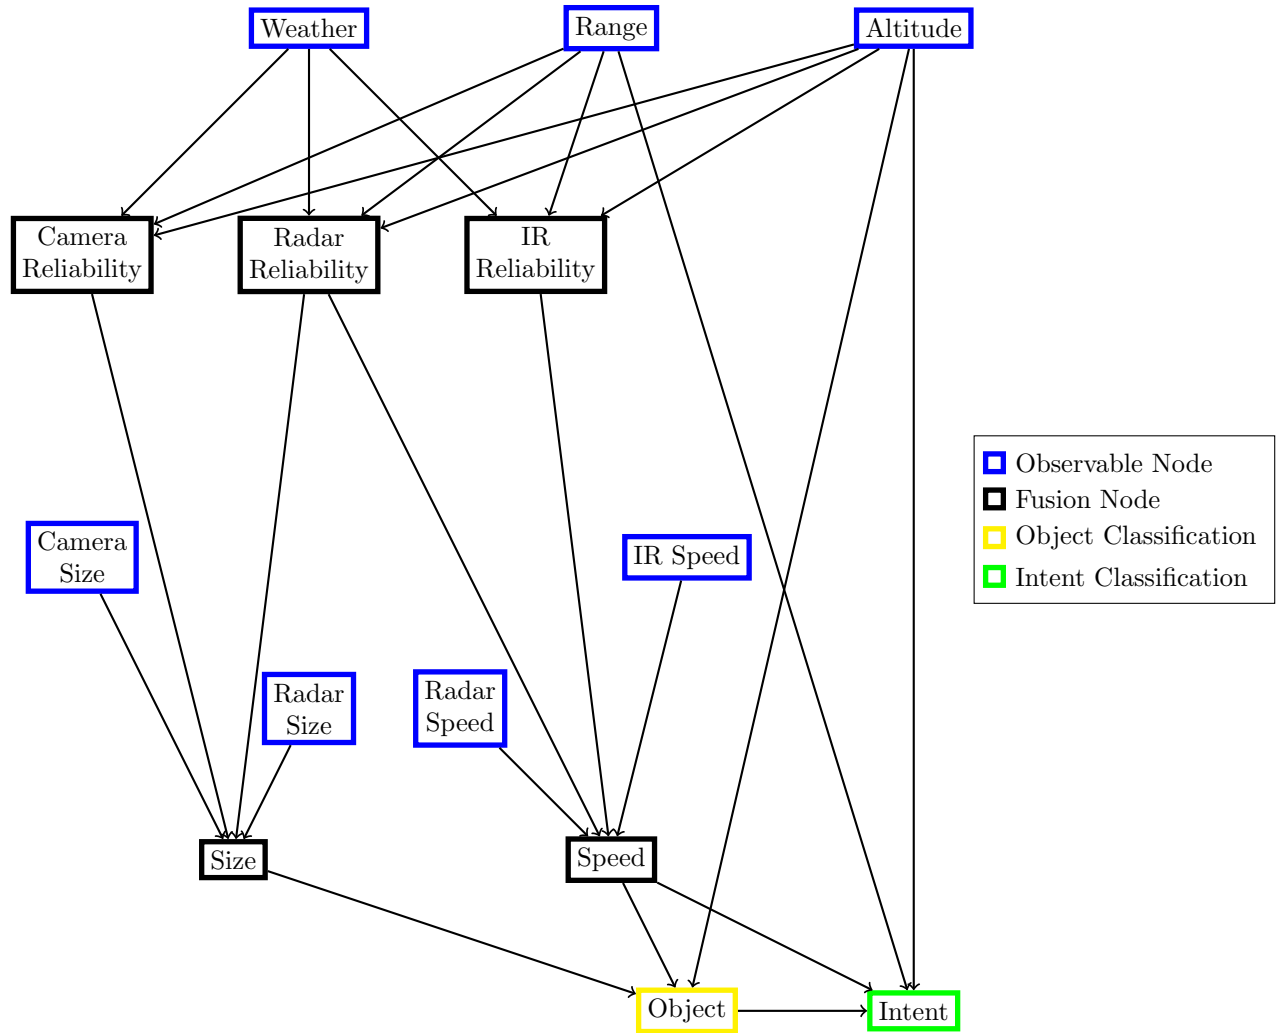 Weather
Range
Altitude
Camera
Reliability
Radar
Reliability
IR
Reliability
Observable Node
Fusion Node
Object Classification
Intent Classification
Camera
Size
IR Speed
Radar
Size
Radar
Speed
Size
Speed
Object
Intent